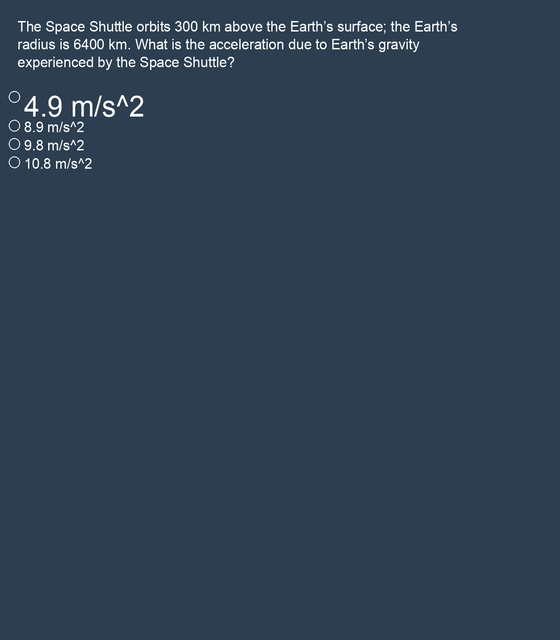 The Space Shuttle orbits 300 km above the Earth’s surface; the Earth’s
radius is 6400 km. What is the acceleration due to Earth’s gravity
experienced by the Space Shuttle?
4.9 m/s^2
8.9 m/s^2
9.8 m/s^2
10.8 m/s^2